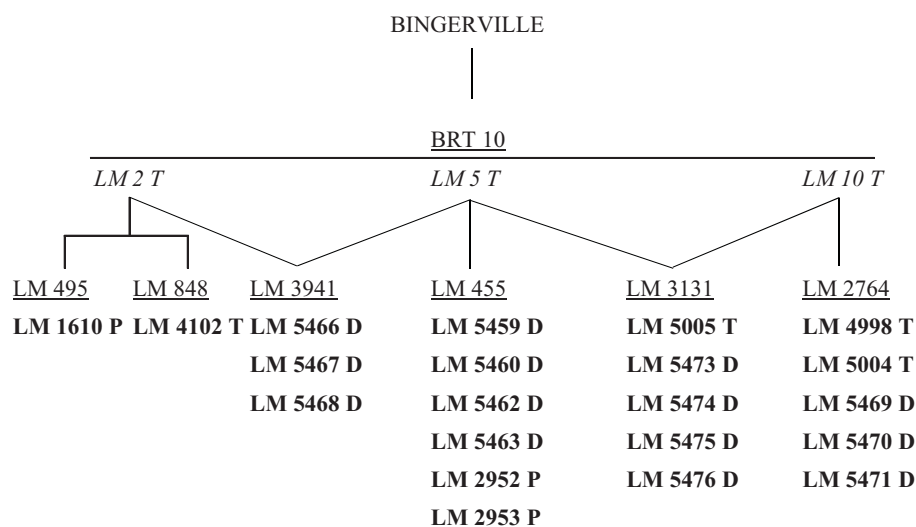 BINGERVILLE
BRT 10
LM 2 T LM 5 T LM 10 T
LM 495 LM 848 LM 3941 LM 455 LM 3131 LM 2764
LM 1610 P LM 4102 T LM 5466 D LM 5459 D LM 5005 T LM 4998 T
LM 5467 D LM 5460 D LM 5473 D LM 5004 T
LM 5468 D LM 5462 D LM 5474 D LM 5469 D
LM 5463 D LM 5475 D LM 5470 D
LM 2952 P LM 5476 D LM 5471 D
LM 2953 P